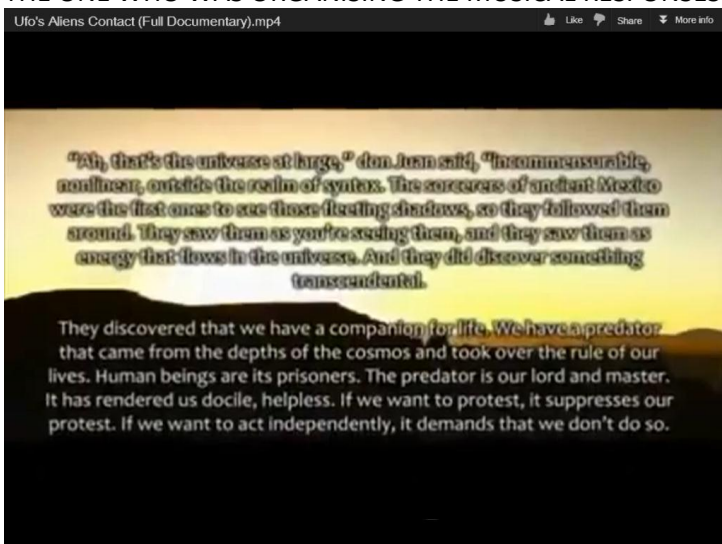 THE ONE WHO WAS ORGANISING THE MUSICAL RESPONSES
Ufo's Aliens Contact (Full Documentary).mp4 Like Share More info
"Ah, that's the universe at large," don Juan said, "incommensurable,
nonlinear, outside the realm of syntax. The sorcerers of ancient Mexico
were the first ones to see those fleeting shadows, so they followed them
around. They saw them as you're seeing them, and they saw them as
energy that flows in the universe. And they did discover something
transcendental.
They discovered that we have a companion for life. We have a predator
that came from the depths of the cosmos and took over the rule of our
lives. Human beings are its prisoners. The predator is our lord and master.
It has rendered us docile, helpless. If we want to protest, it suppresses our
protest. If we want to act independently, it demands that we don't do so.